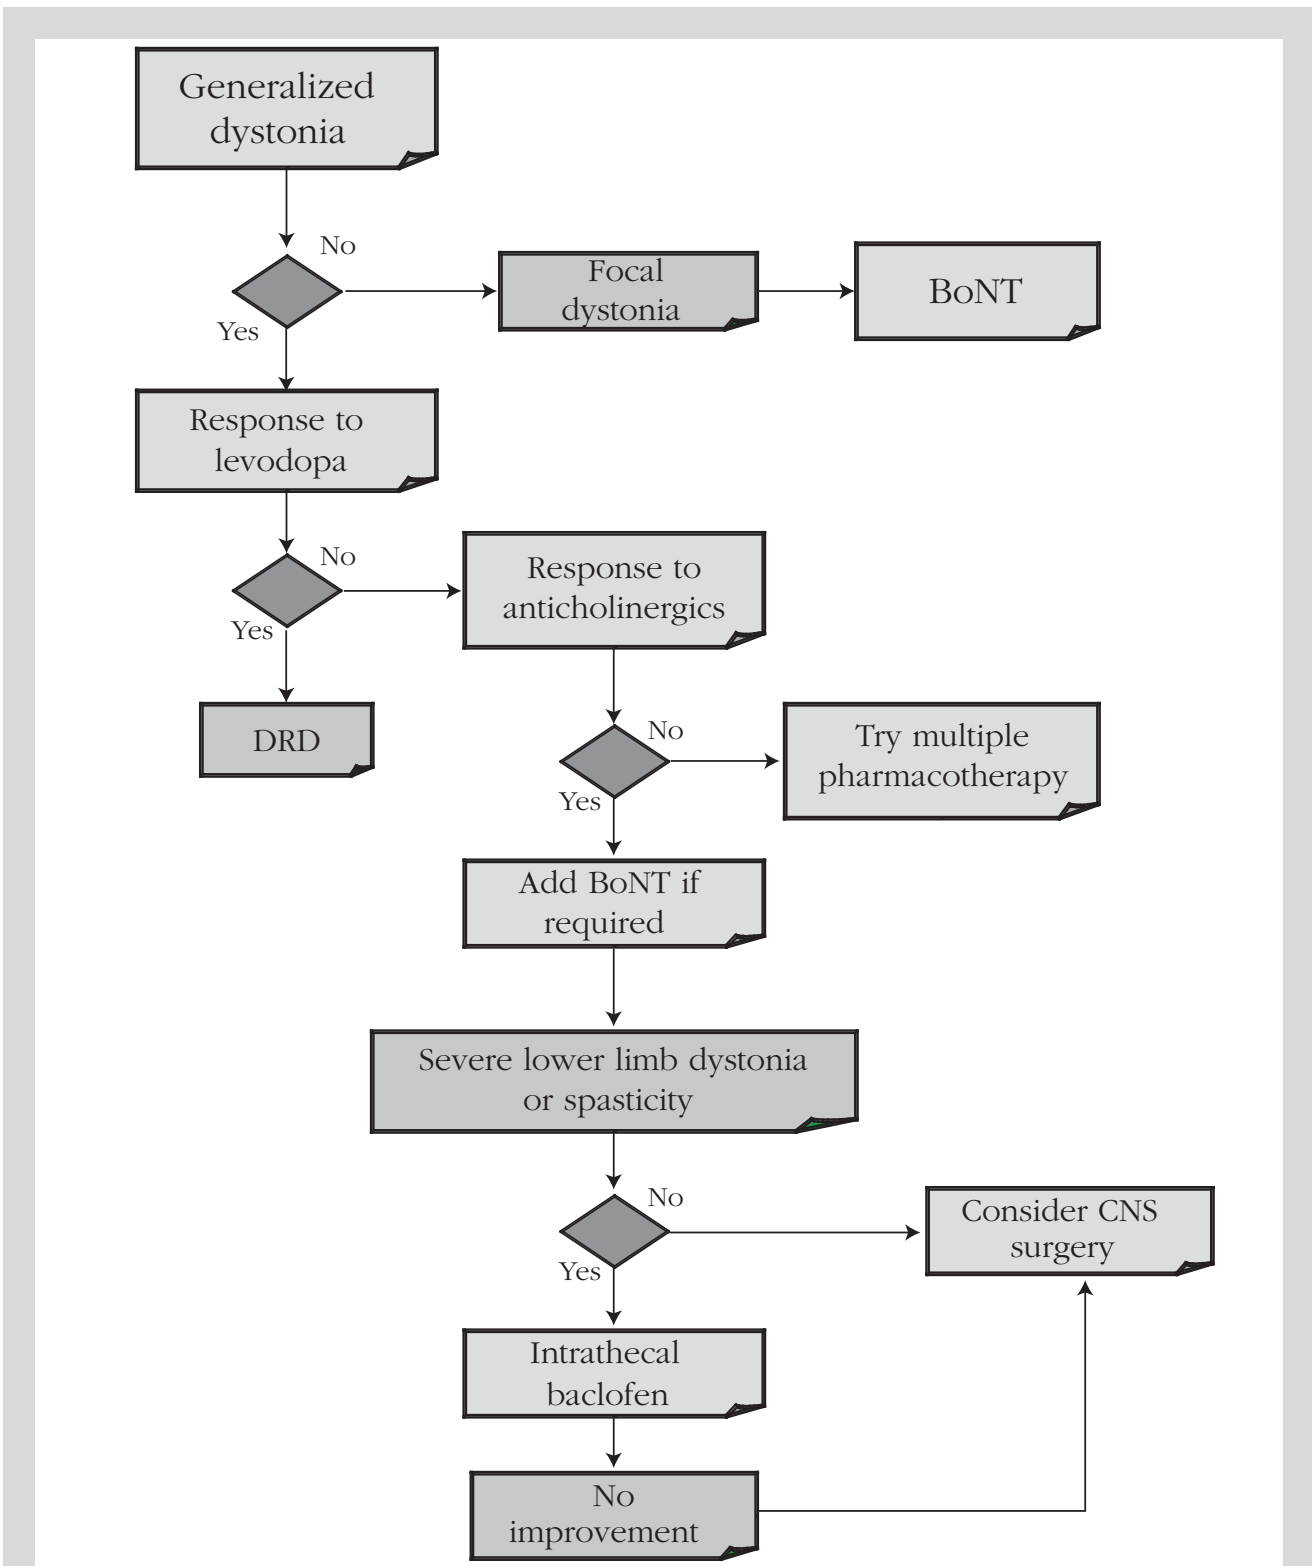 Generalized
dystonia
No
Yes
Focal
dystonia
BoNT
Response to
levodopa
No
Yes
DRD
Response to
anticholinergics
No
Yes
Try multiple
pharmacotherapy
Add BoNT if
required
Severe lower limb dystonia
or spasticity
No
Yes
Consider CNS
surgery
Intrathecal
baclofen
No
improvement